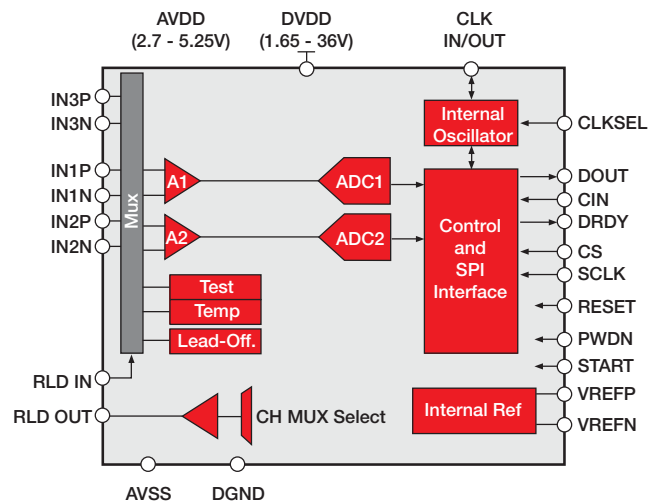 AVDD
(2.7 - 5.25V)
DVDD
(1.65 - 36V)
CLK
IN/OUT
IN3P
IN3N
IN1P
IN1N
IN2P
IN2N
RLD IN
RLD OUT
Mux
A1
A2
ADC1
ADC2
Test
Temp
Lead-Off.
CH MUX Select
Internal
Oscillator
Control
and
SPI
Interface
Internal Ref
CLKSEL
DOUT
CIN
DRDY
CS
SCLK
RESET
PWDN
START
VREFP
VREFN
AVSS
DGND